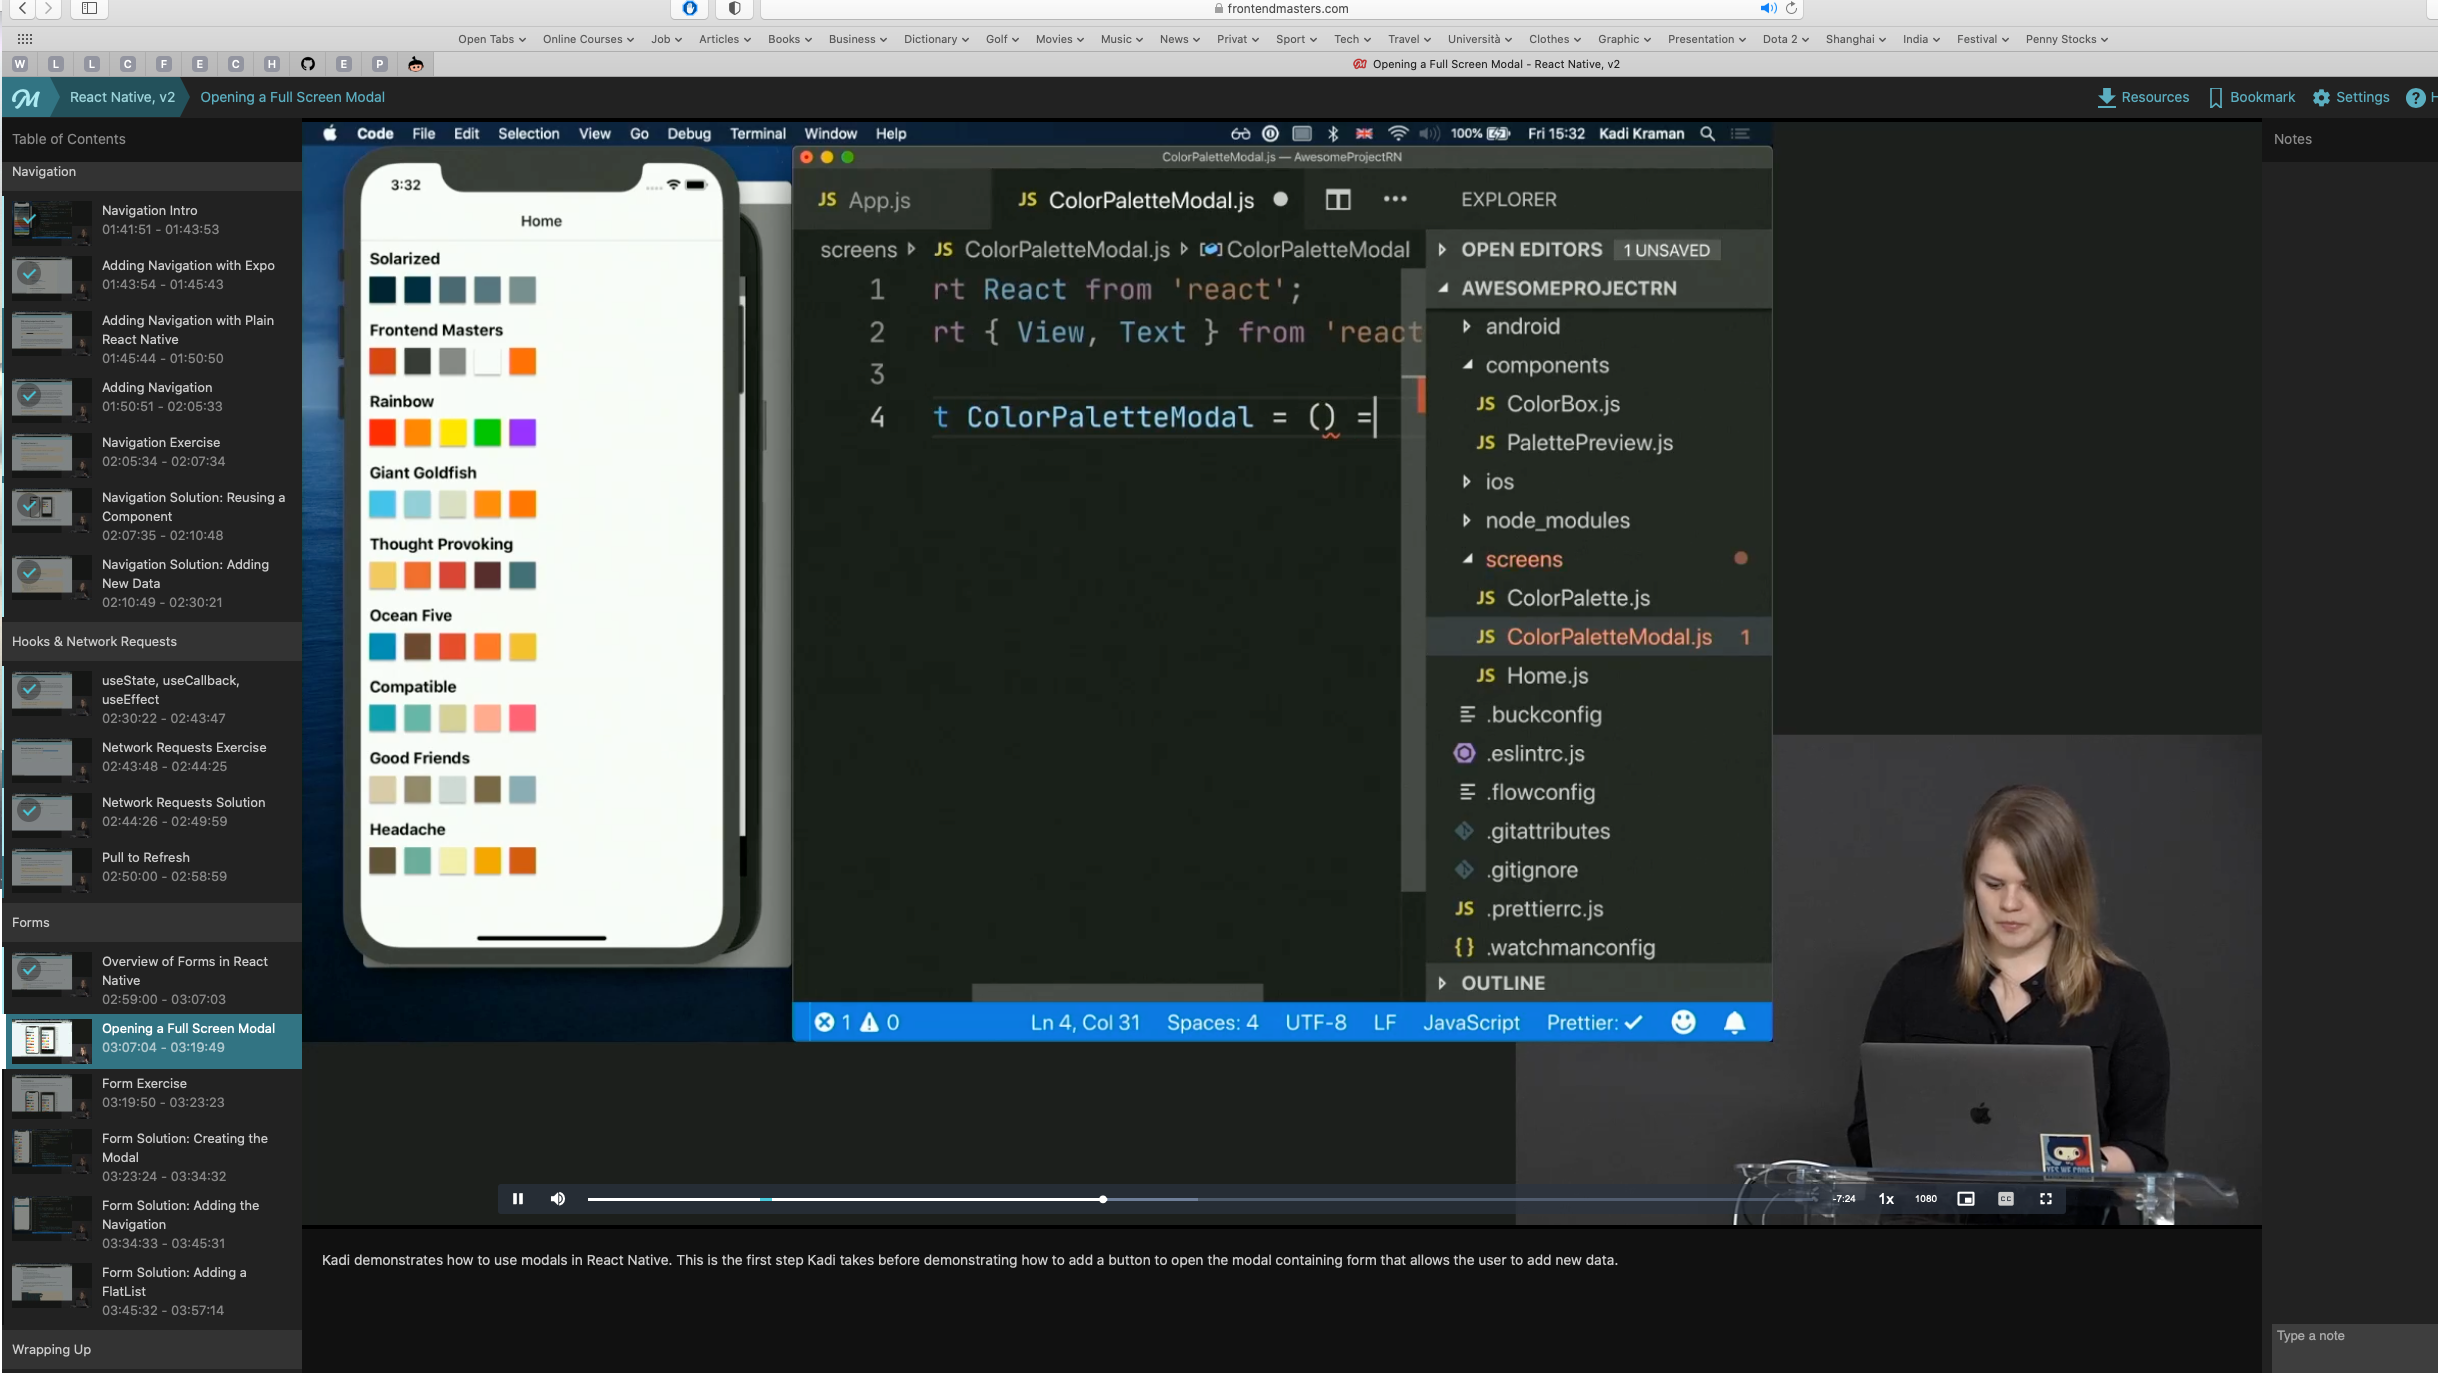 frontendmasters.com
Open Tabs Online Courses Job Articles Books Business Dictionary Golf Movies Music News Privat Sport Tech Travel Università Clothes Graphic Presentation Dota 2 Shanghai India Festival Penny Stocks
W L L C F E C H E P Opening a Full Screen Modal - React Native, v2
React Native, v2 Opening a Full Screen Modal Resources Bookmark Settings H
Table of Contents
Navigation
Navigation Intro
01:41:51 - 01:43:53
Adding Navigation with Expo
01:43:54 - 01:45:43
Adding Navigation with Plain
React Native
01:45:44 - 01:50:50
Adding Navigation
01:50:51 - 02:05:33
Navigation Exercise
02:05:34 - 02:07:34
Navigation Solution: Reusing a
Component
02:07:35 - 02:10:48
Navigation Solution: Adding
New Data
02:10:49 - 02:30:21
Hooks & Network Requests
useState, useCallback,
useEffect
02:30:22 - 02:43:47
Network Requests Exercise
02:43:48 - 02:44:25
Network Requests Solution
02:44:26 - 02:49:59
Pull to Refresh
02:50:00 - 02:58:59
Forms
Overview of Forms in React
Native
02:59:00 - 03:07:03
Opening a Full Screen Modal
03:07:04 - 03:19:49
Form Exercise
03:19:50 - 03:23:23
Form Solution: Creating the
Modal
03:23:24 - 03:34:32
Form Solution: Adding the
Navigation
03:34:33 - 03:45:31
Form Solution: Adding a
FlatList
03:45:32 - 03:57:14
Wrapping Up
Code File Edit Selection View Go Debug Terminal Window Help 100% Fri 15:32 Kadi Kraman
3:32
Home
Solarized
Frontend Masters
Rainbow
Giant Goldfish
Thought Provoking
Ocean Five
Compatible
Good Friends
Headache
ColorPaletteModal.js — AwesomeProjectRN
JS App.js JS ColorPaletteModal.js
screens JS ColorPaletteModal.js ColorPaletteModal
1 rt React from 'react';
2 rt { View, Text } from 'react
3
4 t ColorPaletteModal = () =
EXPLORER
OPEN EDITORS 1 UNSAVED
AWESOMEPROJECTRN
android
components
JS ColorBox.js
JS PalettePreview.js
ios
node_modules
screens
JS ColorPalette.js
JS ColorPaletteModal.js 1
JS Home.js
.buckconfig
.eslintrc.js
.flowconfig
.gitattributes
.gitignore
JS .prettierrc.js
{} .watchmanconfig
OUTLINE
1 0 Ln 4, Col 31 Spaces: 4 UTF-8 LF JavaScript Prettier:
YES WE CODE
-7:24 1x 1080 CC
Kadi demonstrates how to use modals in React Native. This is the first step Kadi takes before demonstrating how to add a button to open the modal containing form that allows the user to add new data.
Notes
Type a note